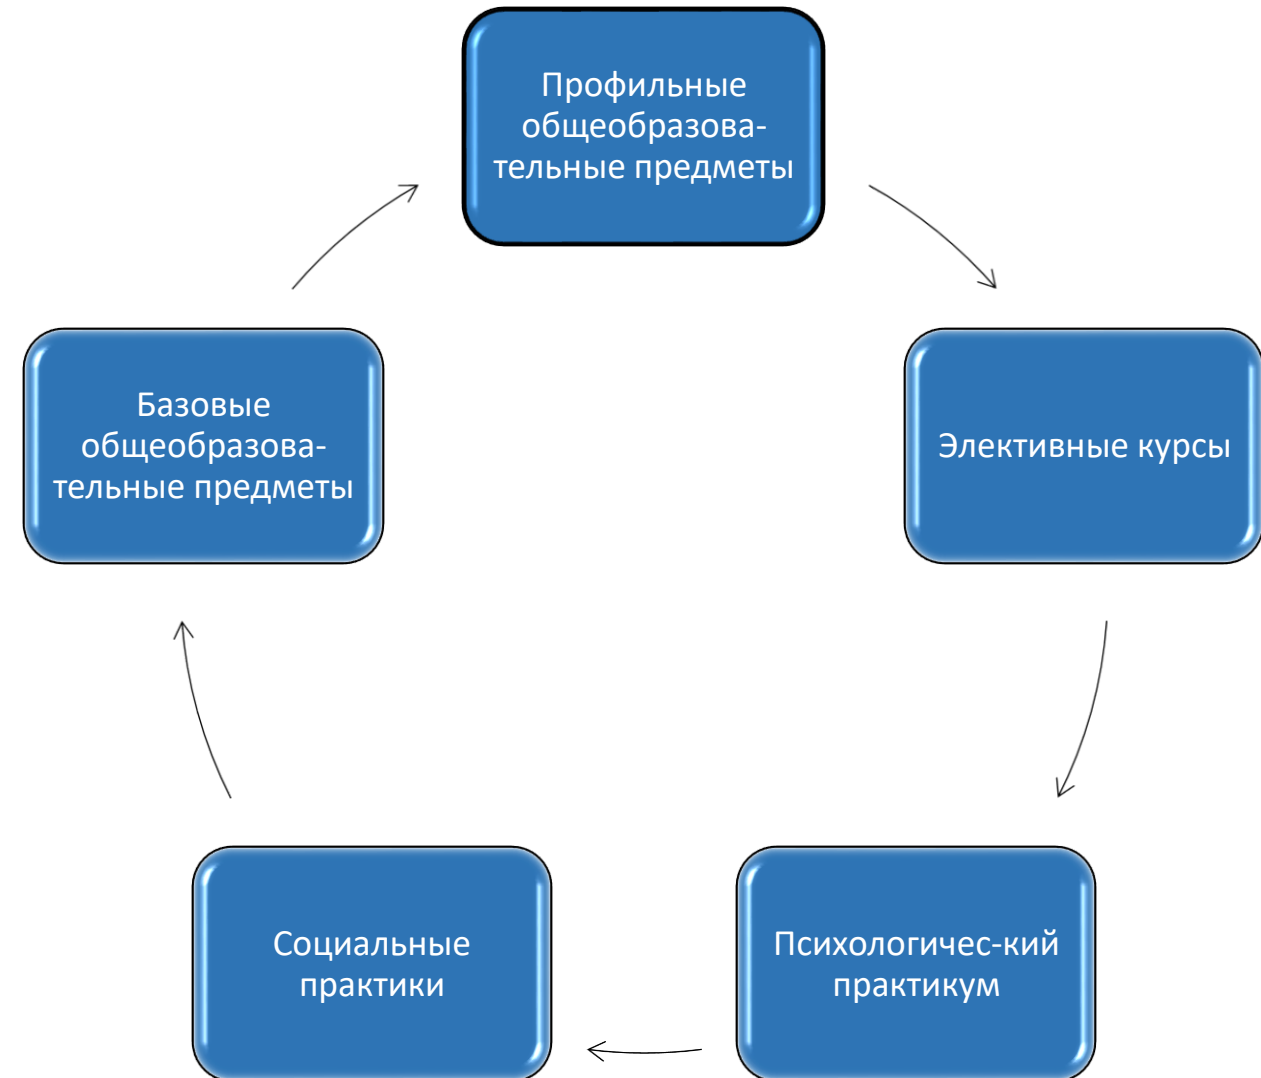 Профильные
общеобразова-
тельные предметы
Элективные курсы
Психологичес-кий
практикум
Социальные
практики
Базовые
общеобразова-
тельные предметы